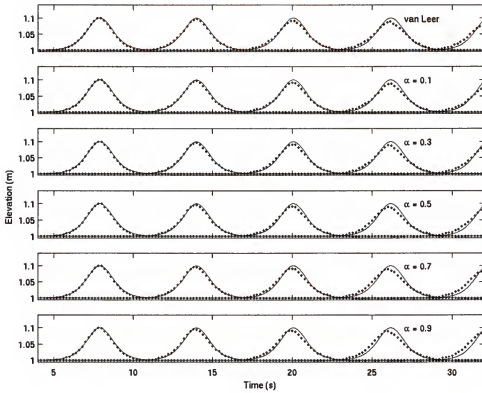 van Leer
1.1
1.05
1
α = 0.1
1.1
1.05
1
α = 0.3
1.1
1.05
1
α = 0.5
1.1
1.05
1
α = 0.7
1.1
1.05
1
α = 0.9
1.1
1.05
1
Elevation (m)
5 10 15 20 25 30
Time (s)